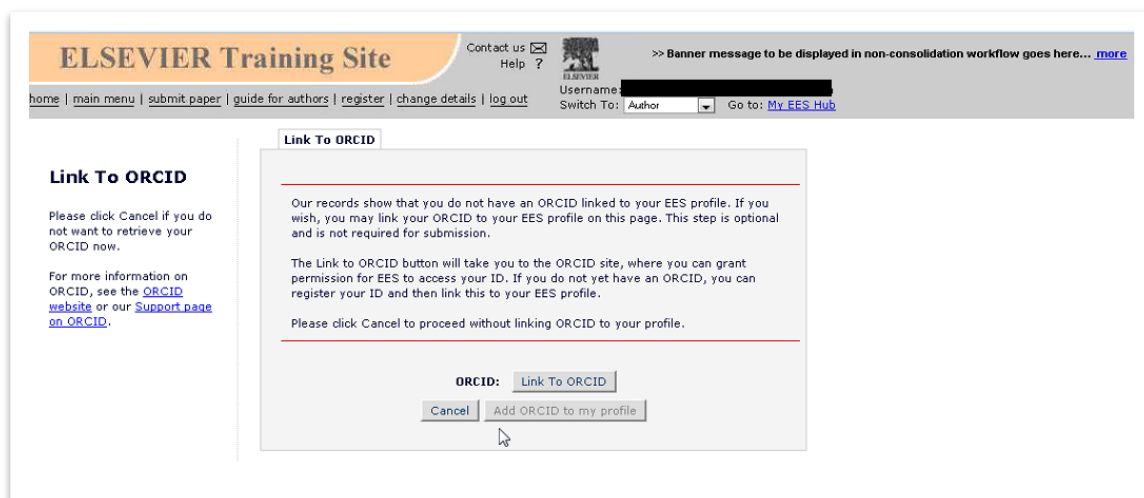 ELSEVIER Training Site
Contact us
Help ?
ELSEVIER
>> Banner message to be displayed in non-consolidation workflow goes here... more
Username:
home | main menu | submit paper | guide for authors | register | change details | log out
Switch To: Author Go to: My EES Hub
Link To ORCID
Please click Cancel if you do
not want to retrieve your
ORCID now.
For more information on
ORCID, see the ORCID
website or our Support page
on ORCID.
Link To ORCID
Our records show that you do not have an ORCID linked to your EES profile. If you
wish, you may link your ORCID to your EES profile on this page. This step is optional
and is not required for submission.
The Link to ORCID button will take you to the ORCID site, where you can grant
permission for EES to access your ID. If you do not yet have an ORCID, you can
register your ID and then link this to your EES profile.
Please click Cancel to proceed without linking ORCID to your profile.
ORCID: Link To ORCID
Cancel Add ORCID to my profile